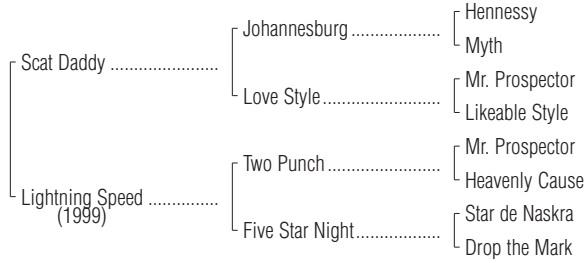 Hennessy
Johannesburg ...................
Myth
Scat Daddy .......................
Mr. Prospector
Love Style.........................
Likeable Style
Mr. Prospector
Two Punch ........................
Heavenly Cause
Lightning Speed ...............
(1999)
Star de Naskra
Five Star Night..................
Drop the Mark